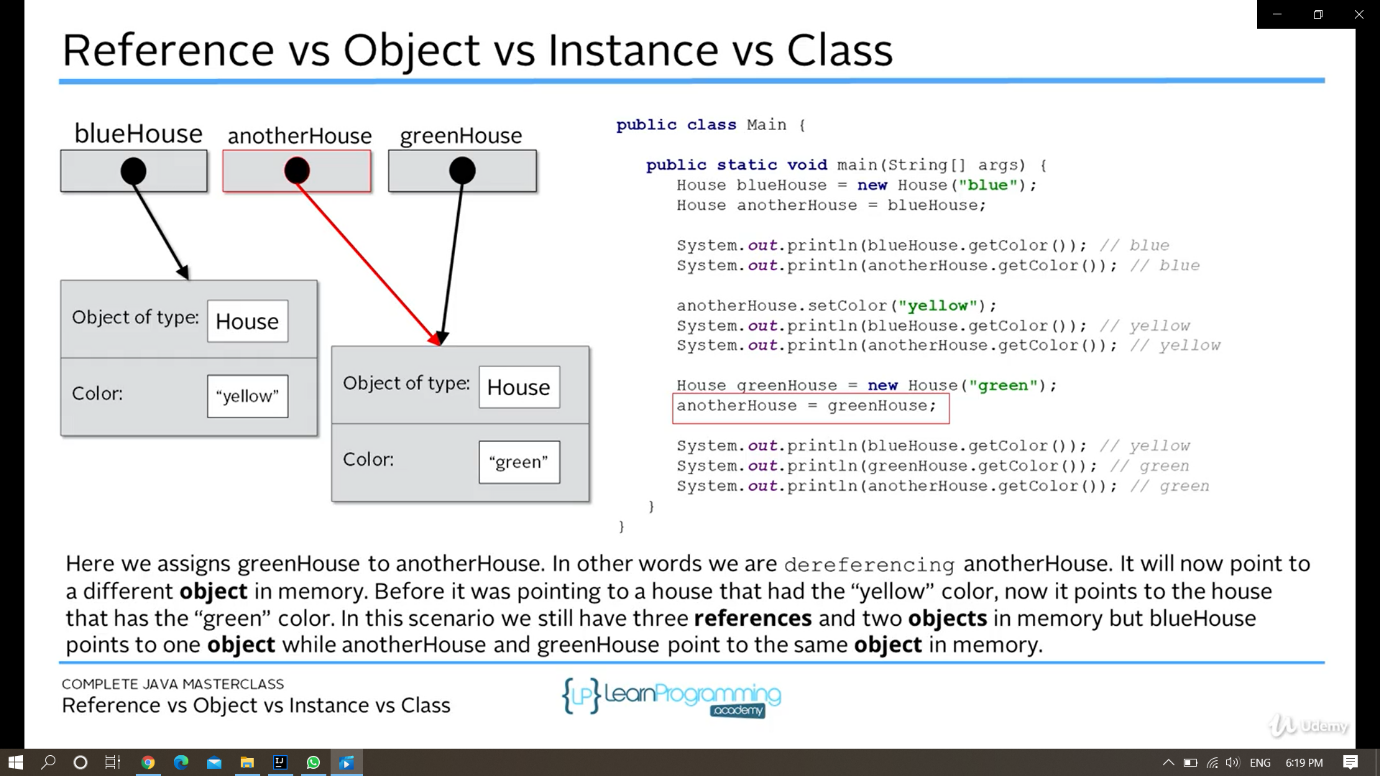 Reference vs Object vs Instance vs Class
blueHouse
anotherHouse
greenHouse
Object of type: House
Color: “yellow”
Object of type: House
Color: “green”
public class Main {
public static void main(String[] args) {
House blueHouse = new House("blue");
House anotherHouse = blueHouse;
System.out.println(blueHouse.getColor()); // blue
System.out.println(anotherHouse.getColor()); // blue
anotherHouse.setColor("yellow");
System.out.println(blueHouse.getColor()); // yellow
System.out.println(anotherHouse.getColor()); // yellow
House greenHouse = new House("green");
anotherHouse = greenHouse;
System.out.println(blueHouse.getColor()); // yellow
System.out.println(greenHouse.getColor()); // green
System.out.println(anotherHouse.getColor()); // green
}
}
Here we assigns greenHouse to anotherHouse. In other words we are dereferencing anotherHouse. It will now point to
a different object in memory. Before it was pointing to a house that had the “yellow” color, now it points to the house
that has the “green” color. In this scenario we still have three references and two objects in memory but blueHouse
points to one object while anotherHouse and greenHouse point to the same object in memory.
COMPLETE JAVA MASTERCLASS
Reference vs Object vs Instance vs Class
{LP} LearnProgramming
academy
Udemy
ENG 6:19 PM